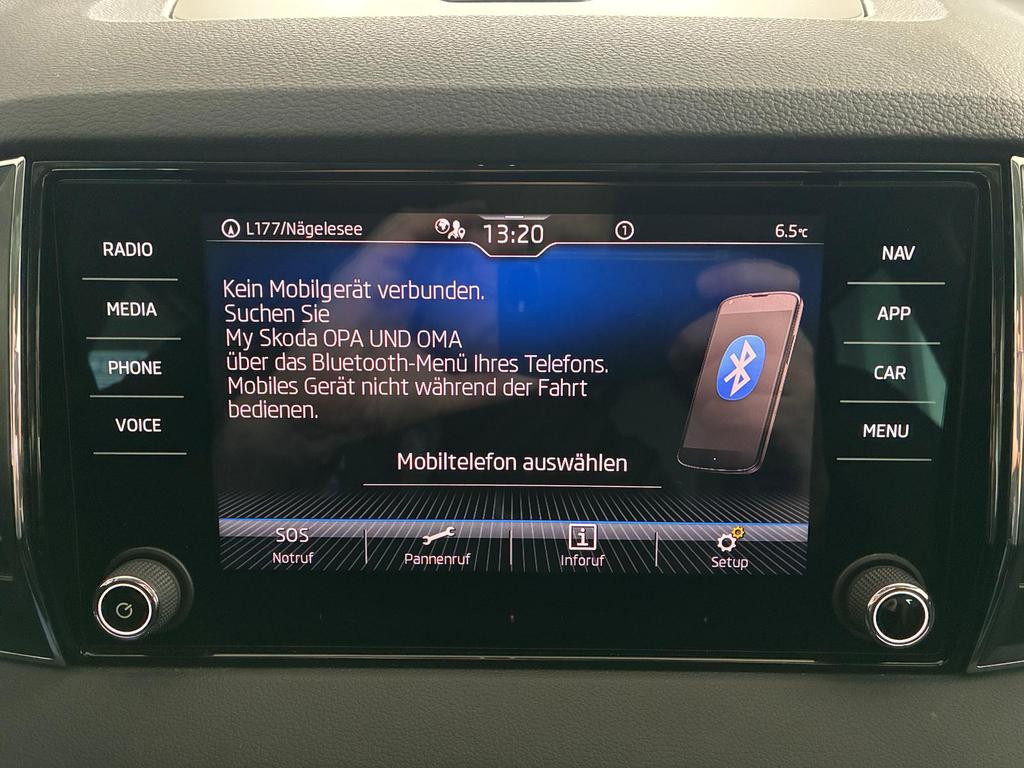 L177/Nägelesee 13:20 1 6.5°C
RADIO
MEDIA
PHONE
VOICE
Kein Mobilgerät verbunden.
Suchen Sie
My Skoda OPA UND OMA
über das Bluetooth-Menü Ihres Telefons.
Mobiles Gerät nicht während der Fahrt
bedienen.
Mobiltelefon auswählen
SOS
Notruf Pannenruf Inforuf Setup
NAV
APP
CAR
MENU